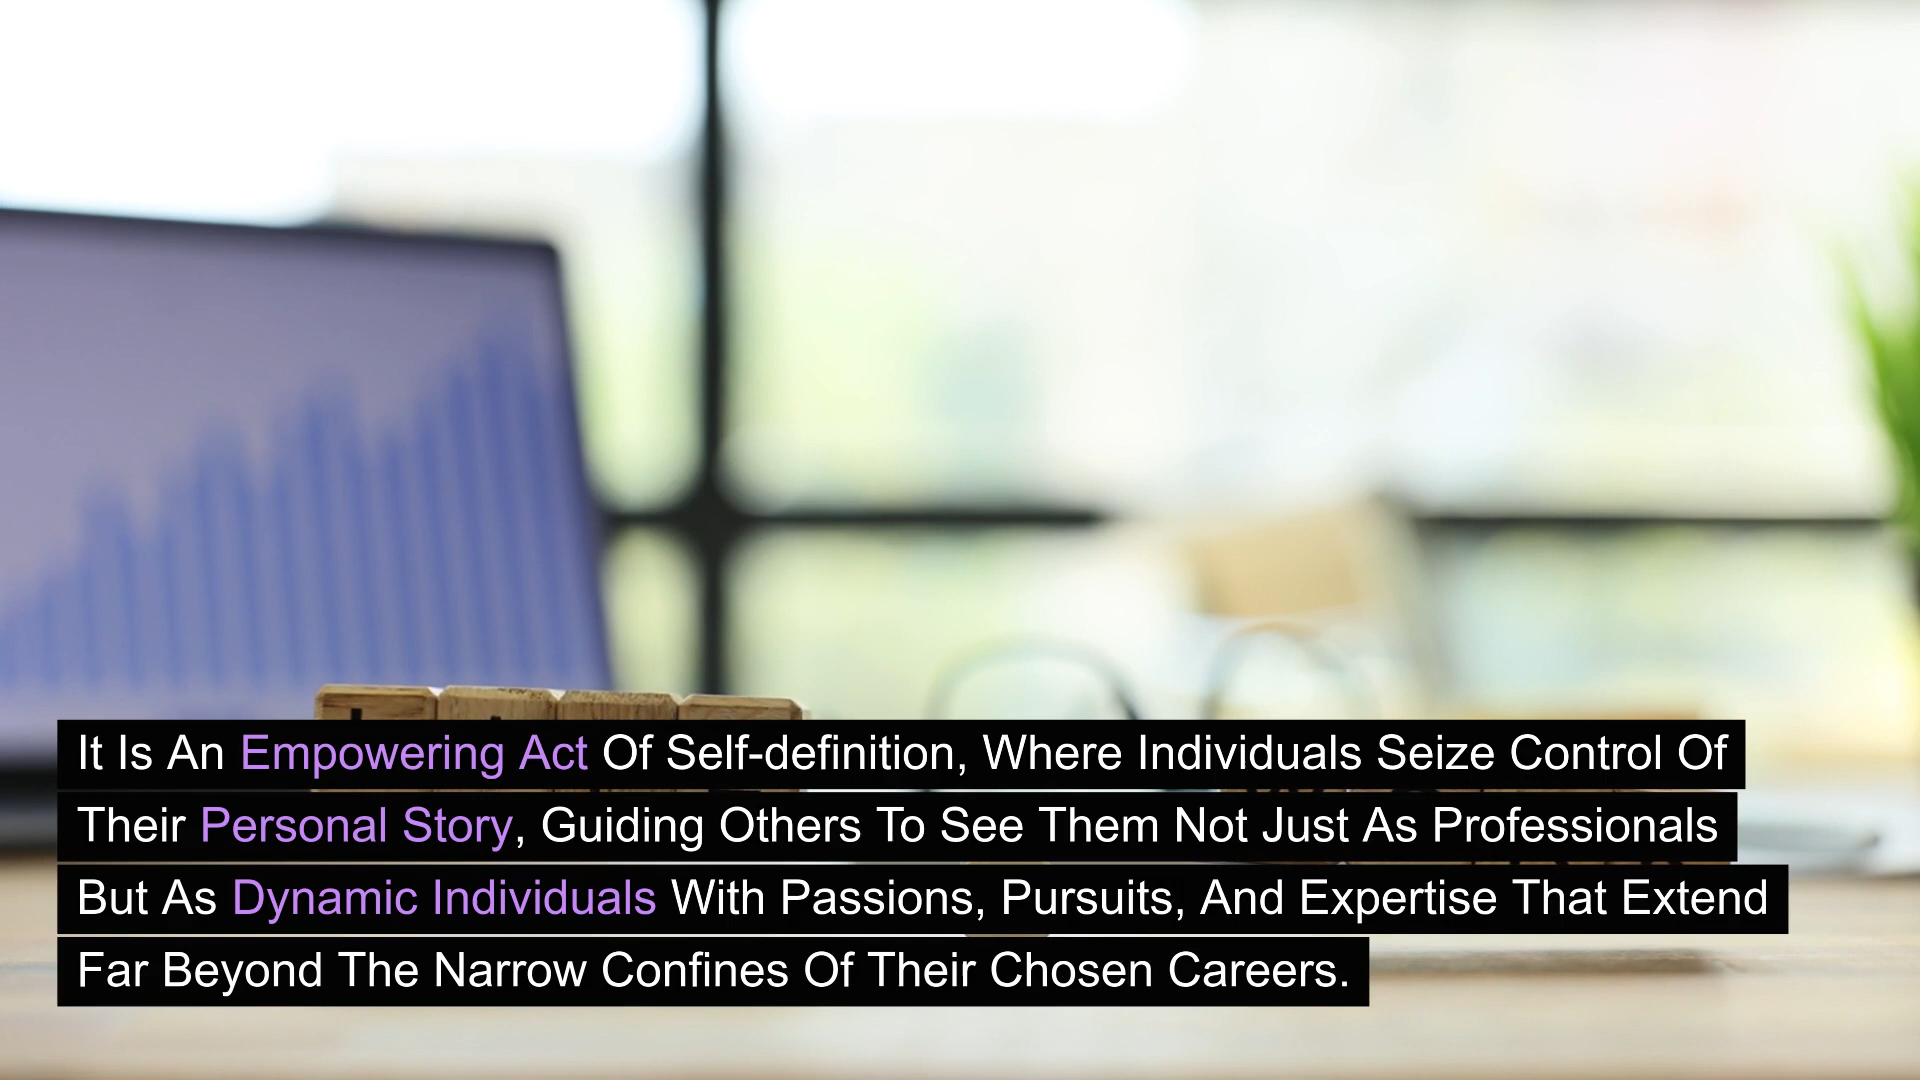 It Is An Empowering Act Of Self-definition, Where Individuals Seize Control Of
Their Personal Story, Guiding Others To See Them Not Just As Professionals
But As Dynamic Individuals With Passions, Pursuits, And Expertise That Extend
Far Beyond The Narrow Confines Of Their Chosen Careers.